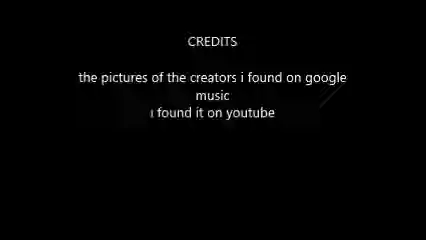 CREDITS
the pictures of the creators i found on google
music
i found it on youtube